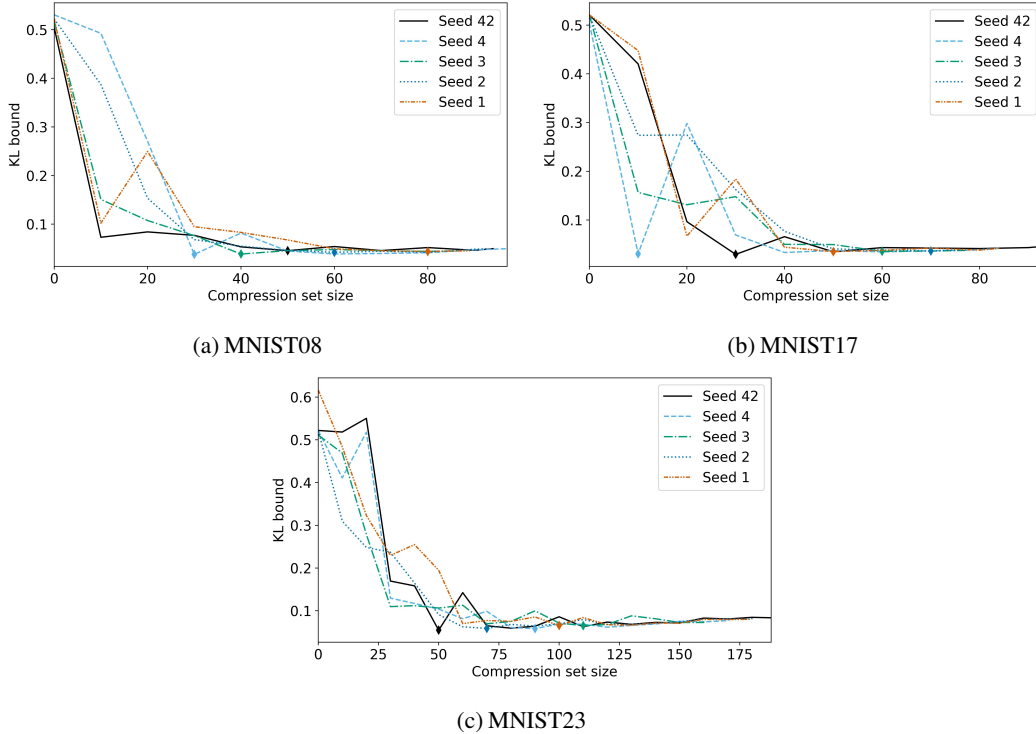 0.5
0.4
0.3
0.2
0.1
KL bound
0 20 40 60 80
Compression set size
Seed 42
Seed 4
Seed 3
Seed 2
Seed 1
(a) MNIST08
0.5
0.4
0.3
0.2
0.1
KL bound
0 20 40 60 80
Compression set size
Seed 42
Seed 4
Seed 3
Seed 2
Seed 1
(b) MNIST17
0.6
0.5
0.4
0.3
0.2
0.1
KL bound
0 25 50 75 100 125 150 175
Compression set size
Seed 42
Seed 4
Seed 3
Seed 2
Seed 1
(c) MNIST23